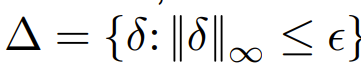 Δ = {δ: ‖δ‖∞ ≤ ϵ}